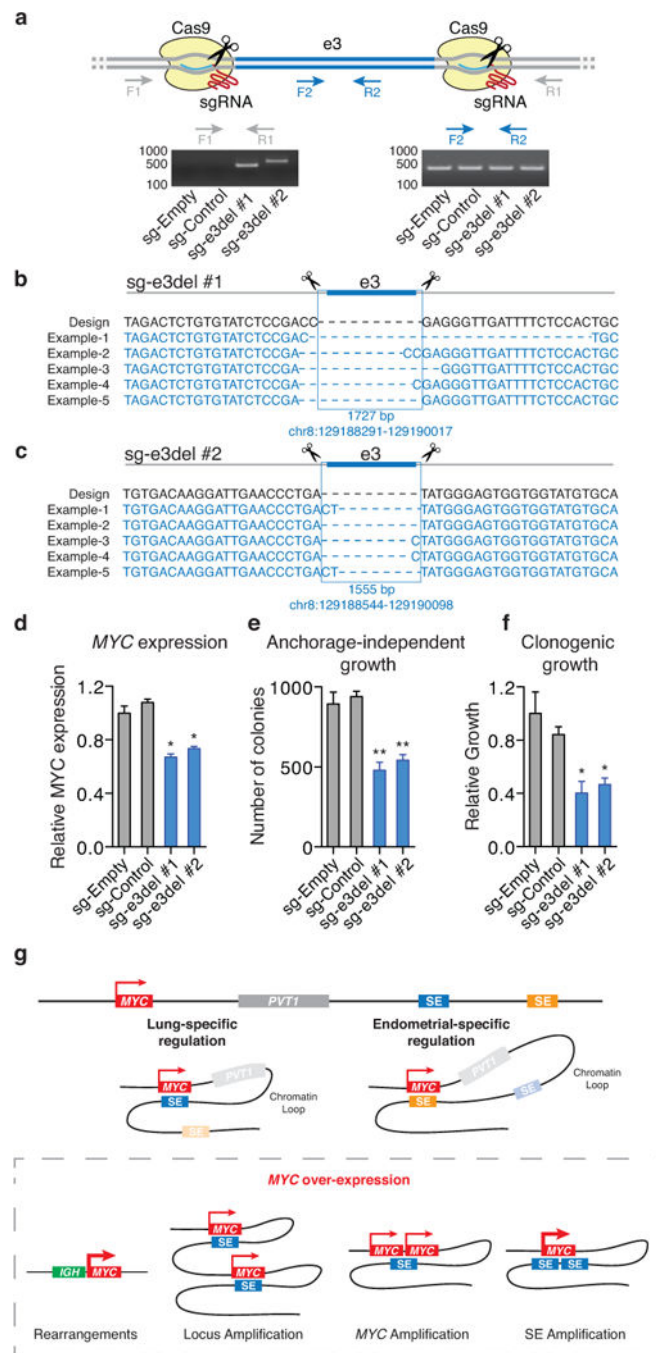 a
Cas9
Cas9
e3
F1
F2
R2
R1
sgRNA
sgRNA
F1
R1
F2
R2
1000
500
100
1000
500
100
sg-Empty
sg-Control
sg-e3del #1
sg-e3del #2
sg-Empty
sg-Control
sg-e3del #1
sg-e3del #2
b
sg-e3del #1
e3
Design TAGACTCTGTGTATCTCCGACC------------GAGGGTTGATTTTCTCCACTGC
Example-1 TAGACTCTGTGTATCTCCGAC--------------------------------TGC
Example-2 TAGACTCTGTGTATCTCCGA------------CCGAGGGTTGATTTTCTCCACTGC
Example-3 TAGACTCTGTGTATCTCCGA----------------GGGTTGATTTTCTCCACTGC
Example-4 TAGACTCTGTGTATCTCCGA-------------CGAGGGTTGATTTTCTCCACTGC
Example-5 TAGACTCTGTGTATCTCCGA--------------GAGGGTTGATTTTCTCCACTGC
1727 bp
chr8:129188291-129190017
c
sg-e3del #2
e3
Design TGTGACAAGGATTGAACCCTGA------------TATGGGAGTGGTGGTATGTGCA
Example-1 TGTGACAAGGATTGAACCCTGACT----------TATGGGAGTGGTGGTATGTGCA
Example-2 TGTGACAAGGATTGAACCCTGA------------TATGGGAGTGGTGGTATGTGCA
Example-3 TGTGACAAGGATTGAACCCTGA-----------CTATGGGAGTGGTGGTATGTGCA
Example-4 TGTGACAAGGATTGAACCCTGA-----------CTATGGGAGTGGTGGTATGTGCA
Example-5 TGTGACAAGGATTGAACCCTGACT----------TATGGGAGTGGTGGTATGTGCA
1555 bp
chr8:129188544-129190098
d
MYC expression
Relative MYC expression
1.2
0.8
0.4
0.0
*
*
sg-Empty
sg-Control
sg-e3del #1
sg-e3del #2
e
Anchorage-independent
growth
Number of colonies
1000
500
0
**
**
sg-Empty
sg-Control
sg-e3del #1
sg-e3del #2
f
Clonogenic
growth
Relative Growth
1.2
0.8
0.4
0.0
*
*
sg-Empty
sg-Control
sg-e3del #1
sg-e3del #2
g
MYC
PVT1
SE
SE
Lung-specific
regulation
Endometrial-specific
regulation
MYC
PVT1
SE
SE
Chromatin
Loop
MYC
PVT1
SE
SE
Chromatin
Loop
MYC over-expression
IGH
MYC
Rearrangements
MYC
SE
MYC
SE
Locus Amplification
MYC
MYC
SE
MYC Amplification
MYC
SE
SE
SE Amplification